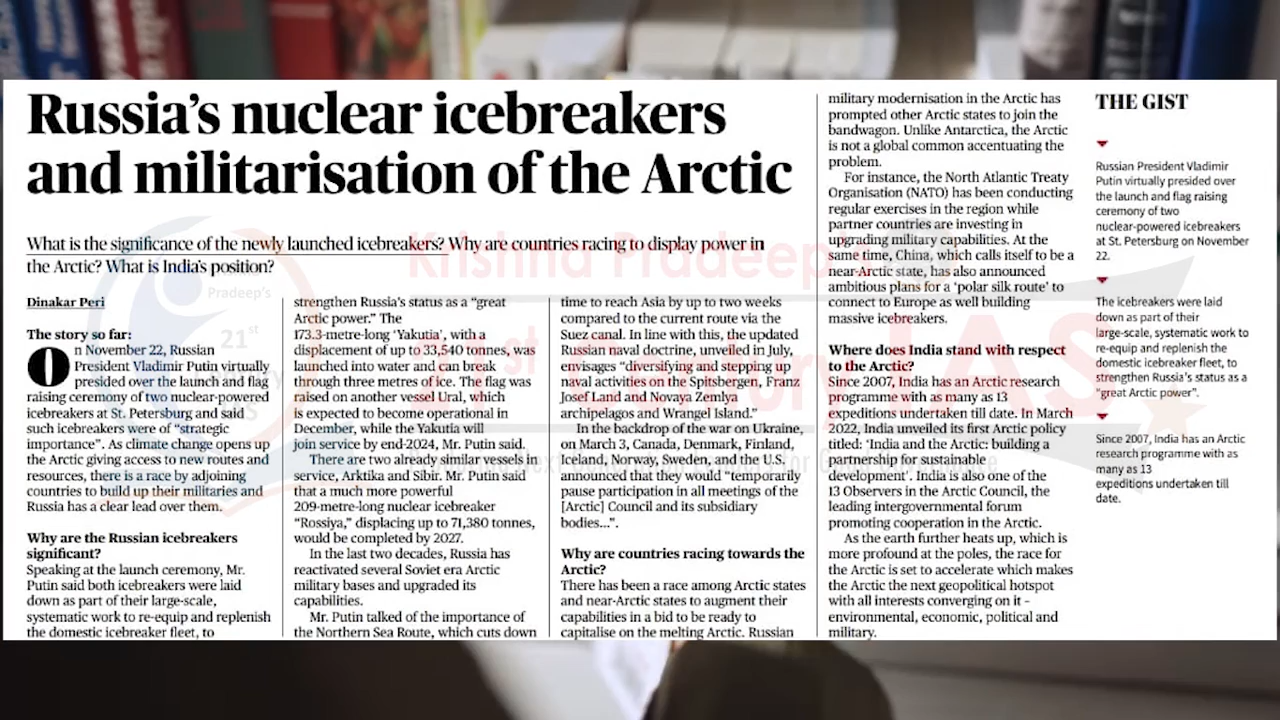 Russia's nuclear icebreakers
and militarisation of the Arctic
What is the significance of the newly launched icebreakers? Why are countries racing to display power in
the Arctic? What is India's position?
Dinakar Peri
The story so far:
On November 22, Russian
President Vladimir Putin virtually
presided over the launch and flag
raising ceremony of two nuclear-powered
icebreakers at St. Petersburg and said
such icebreakers were of "strategic
importance". As climate change opens up
the Arctic giving access to new routes and
resources, there is a race by adjoining
countries to build up their militaries and
Russia has a clear lead over them.
Why are the Russian icebreakers
significant?
Speaking at the launch ceremony, Mr.
Putin said both icebreakers were laid
down as part of their large-scale,
systematic work to re-equip and replenish
the domestic icebreaker fleet, to
strengthen Russia's status as a "great
Arctic power." The
173.3-metre-long 'Yakutia', with a
displacement of up to 33,540 tonnes, was
launched into water and can break
through three metres of ice. The flag was
raised on another vessel Ural, which
is expected to become operational in
December, while the Yakutia will
join service by end-2024, Mr. Putin said.
There are two already similar vessels in
service, Arktika and Sibir. Mr. Putin said
that a much more powerful
209-metre-long nuclear icebreaker
"Rossiya," displacing up to 71,380 tonnes,
would be completed by 2027.
In the last two decades, Russia has
reactivated several Soviet era Arctic
military bases and upgraded its
capabilities.
Mr. Putin talked of the importance of
the Northern Sea Route, which cuts down
time to reach Asia by up to two weeks
compared to the current route via the
Suez canal. In line with this, the updated
Russian naval doctrine, unveiled in July,
envisages "diversifying and stepping up
naval activities on the Spitsbergen, Franz
Josef Land and Novaya Zemlya
archipelagos and Wrangel Island."
In the backdrop of the war on Ukraine,
on March 3, Canada, Denmark, Finland,
Iceland, Norway, Sweden, and the U.S.
announced that they would "temporarily
pause participation in all meetings of the
[Arctic] Council and its subsidiary
bodies...".
Why are countries racing towards the
Arctic?
There has been a race among Arctic states
and near-Arctic states to augment their
capabilities in a bid to be ready to
capitalise on the melting Arctic. Russian
military modernisation in the Arctic has
prompted other Arctic states to join the
bandwagon. Unlike Antarctica, the Arctic
is not a global common accentuating the
problem.
For instance, the North Atlantic Treaty
Organisation (NATO) has been conducting
regular exercises in the region while
partner countries are investing in
upgrading military capabilities. At the
same time, China, which calls itself to be a
near-Arctic state, has also announced
ambitious plans for a 'polar silk route' to
connect to Europe as well building
massive icebreakers.
Where does India stand with respect
to the Arctic?
Since 2007, India has an Arctic research
programme with as many as 13
expeditions undertaken till date. In March
2022, India unveiled its first Arctic policy
titled: 'India and the Arctic: building a
partnership for sustainable
development'. India is also one of the
13 Observers in the Arctic Council, the
leading intergovernmental forum
promoting cooperation in the Arctic.
As the earth further heats up, which is
more profound at the poles, the race for
the Arctic is set to accelerate which makes
the Arctic the next geopolitical hotspot
with all interests converging on it –
environmental, economic, political and
military.
THE GIST
Russian President Vladimir
Putin virtually presided over
the launch and flag raising
ceremony of two
nuclear-powered icebreakers
at St. Petersburg on November
22.
The icebreakers were laid
down as part of their
large-scale, systematic work to
re-equip and replenish the
domestic icebreaker fleet, to
strengthen Russia's status as a
"great Arctic power".
Since 2007, India has an Arctic
research programme with as
many as 13
expeditions undertaken till
date.
Krishna Pradeep's
Pradeep's
21st
IAS